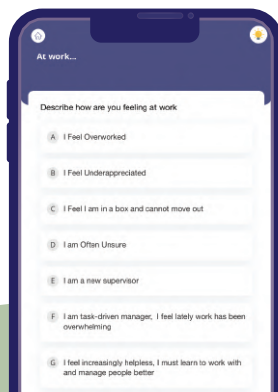 At work...
Describe how are you feeling at work
A I Feel Overworked
B I Feel Underappreciated
C I Feel I am in a box and cannot move out
D I am Often Unsure
E I am a new supervisor
F I am task-driven manager, I feel lately work has been
overwhelming
G I feel increasingly helpless, I must learn to work with
and manage people better